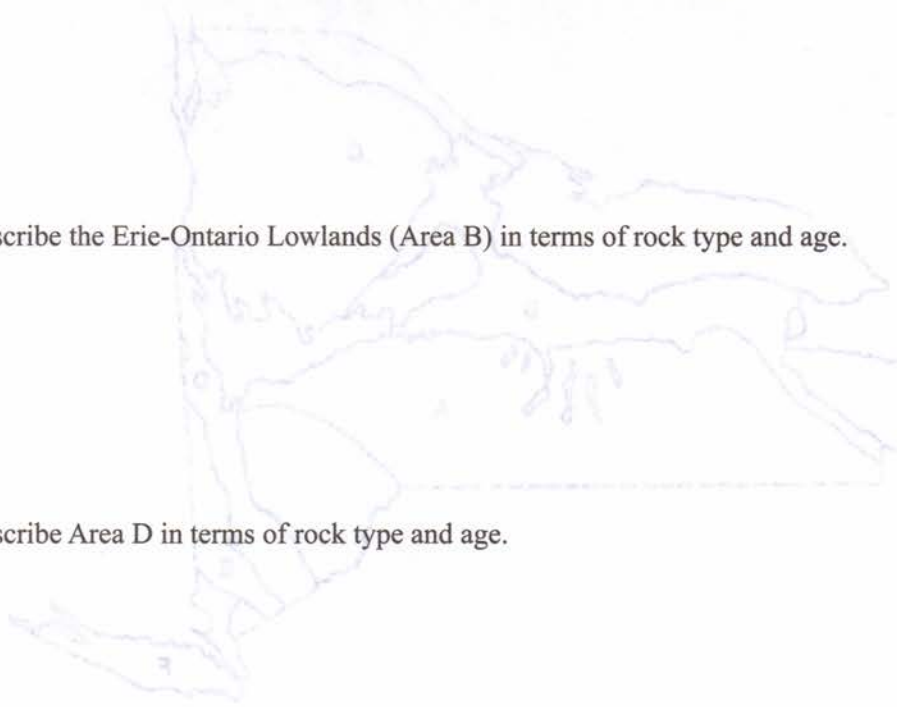 scribe the Erie-Ontario Lowlands (Area B) in terms of rock type and age.
scribe Area D in terms of rock type and age.